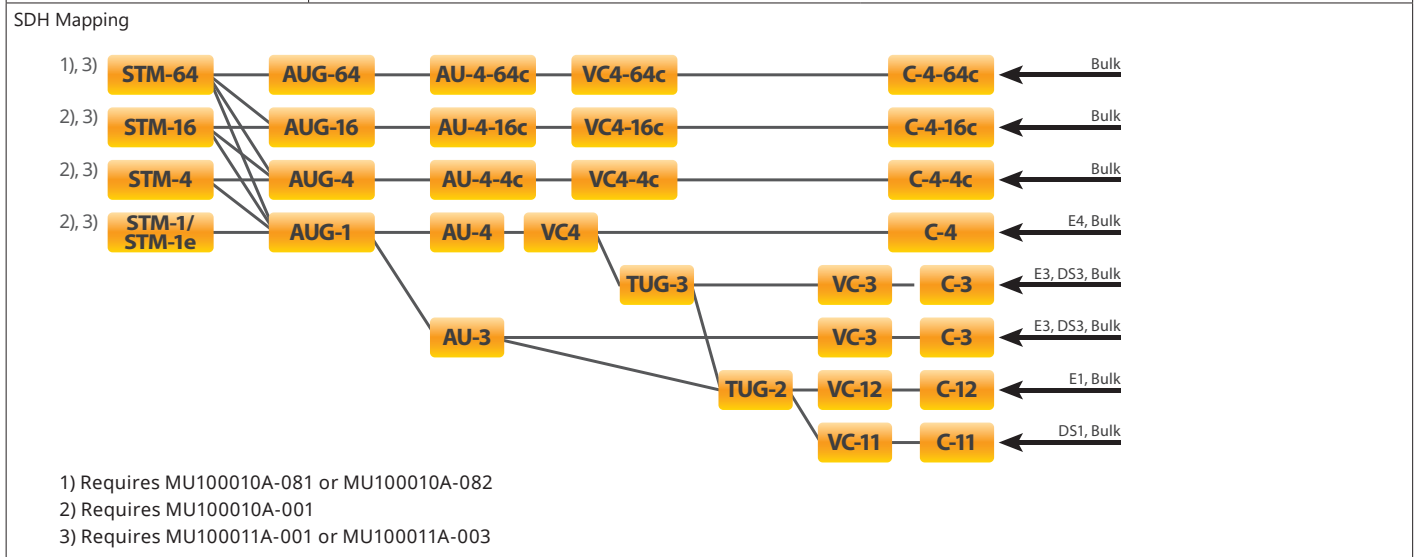 SDH Mapping
1), 3) STM-64 AUG-64 AU-4-64c VC4-64c C-4-64c Bulk
2), 3) STM-16 AUG-16 AU-4-16c VC4-16c C-4-16c Bulk
2), 3) STM-4 AUG-4 AU-4-4c VC4-4c C-4-4c Bulk
2), 3) STM-1/
STM-1e AUG-1 AU-4 VC4 C-4 E4, Bulk
TUG-3 VC-3 C-3 E3, DS3, Bulk
AU-3 VC-3 C-3 E3, DS3, Bulk
TUG-2 VC-12 C-12 E1, Bulk
VC-11 C-11 DS1, Bulk
1) Requires MU100010A-081 or MU100010A-082
2) Requires MU100010A-001
3) Requires MU100011A-001 or MU100011A-003